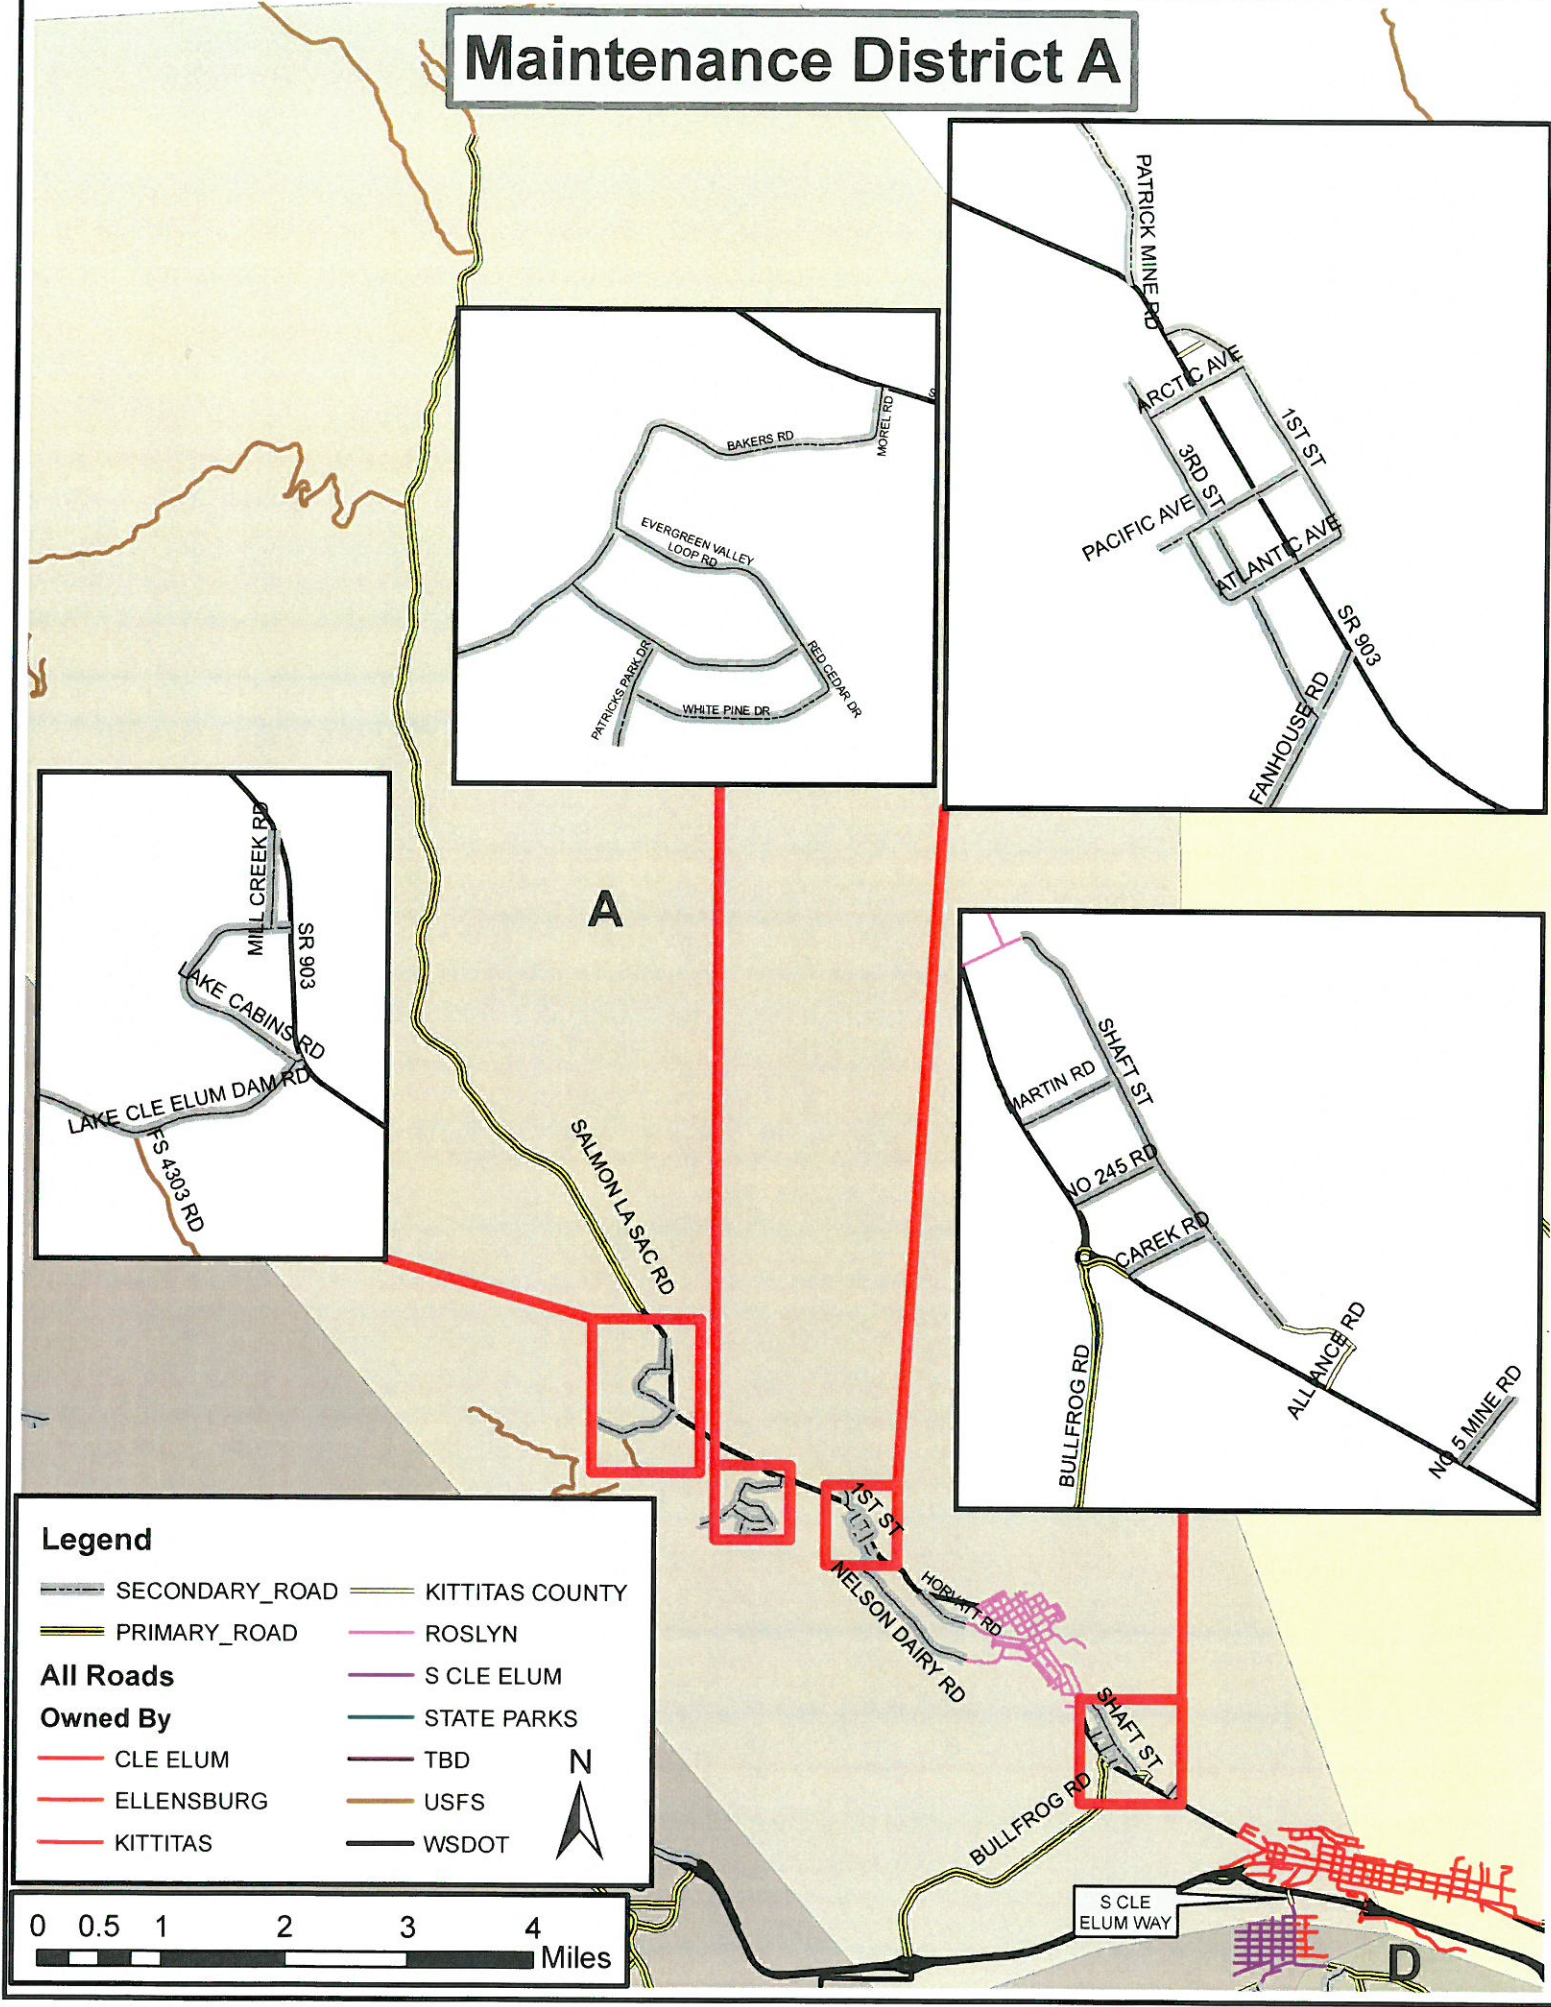 Maintenance District A
PATRICK MINE RD
ARCTIC AVE
1ST ST
3RD ST
PACIFIC AVE
ATLANTIC AVE
SR 903
FANHOUSE RD
S
MOREL RD
BAKERS RD
EVERGREEN VALLEY
LOOP RD
RED CEDAR DR
PATRICKS PARK DR
WHITE PINE DR
MILL CREEK RD
SR 903
LAKE CABINS RD
LAKE CLE ELUM DAM RD
FS 4303 RD
A
SALMON LA SAC RD
SHAFT ST
MARTIN RD
NO 245 RD
CAREK RD
BULLFROG RD
ALLIANCE RD
NO 5 MINE RD
1ST ST
HORVATT RD
NELSON DAIRY RD
SHAFT ST
BULLFROG RD
S CLE
ELUM WAY
D
Legend
SECONDARY_ROAD
PRIMARY_ROAD
All Roads
Owned By
CLE ELUM
ELLENSBURG
KITTITAS
KITTITAS COUNTY
ROSLYN
S CLE ELUM
STATE PARKS
TBD
USFS
WSDOT
N
0 0.5 1 2 3 4
Miles